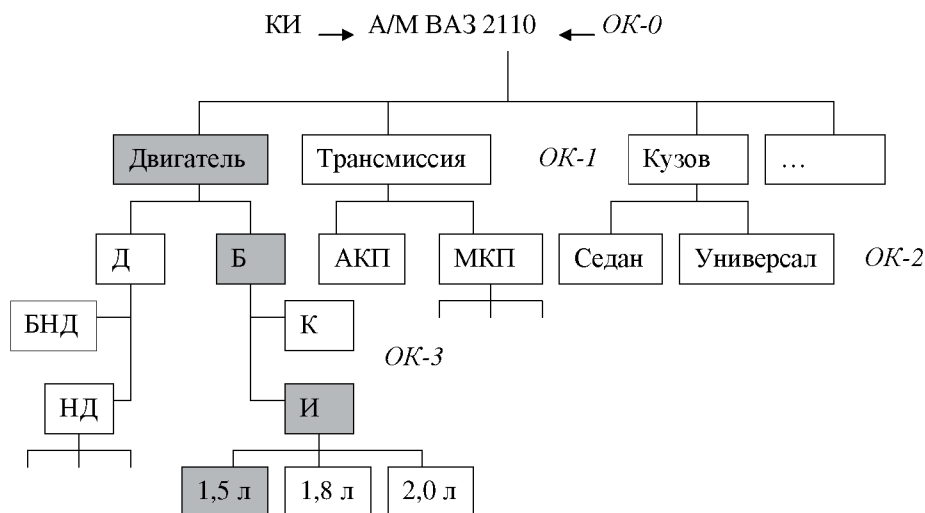 КИ А/М ВАЗ 2110 ОК-0
Двигатель Трансмиссия ОК-1 Кузов ...
Д Б АКП МКП Седан Универсал ОК-2
БНД К
ОК-3
НД И
1,5 л 1,8 л 2,0 л